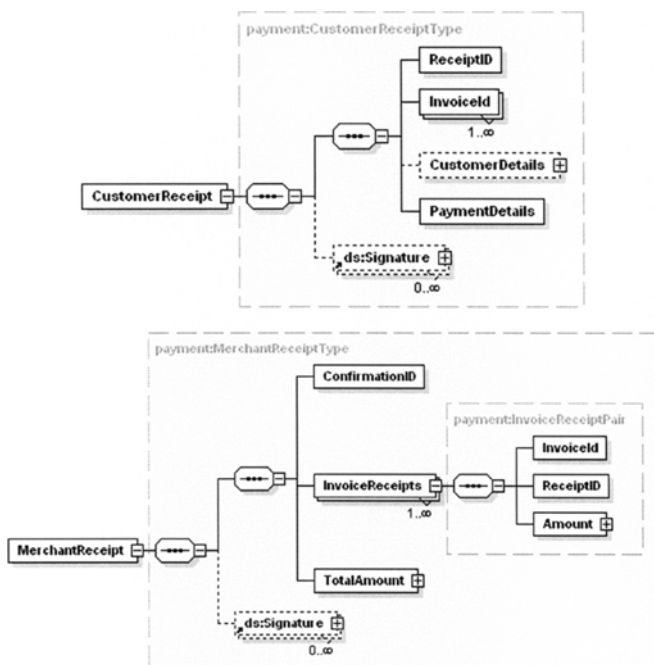 payment:CustomerReceiptType
ReceiptID
InvoiceId
1..∞
CustomerDetails
CustomerReceipt
PaymentDetails
ds:Signature
0..∞
payment:MerchantReceiptType
ConfirmationID
payment:InvoiceReceiptPair
InvoiceId
InvoiceReceipts
ReceiptID
1..∞
Amount
MerchantReceipt
TotalAmount
ds:Signature
0..∞